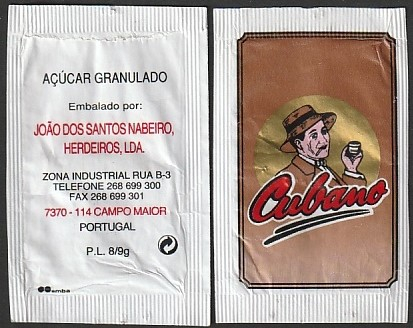 AÇÚCAR GRANULADO
Embalado por:
JOÃO DOS SANTOS NABEIRO,
HERDEIROS, LDA.
ZONA INDUSTRIAL RUA B-3
TELEFONE 268 699 300
FAX 268 699 301
7370 - 114 CAMPO MAIOR
PORTUGAL
P.L. 8/9g
emba
Cubano